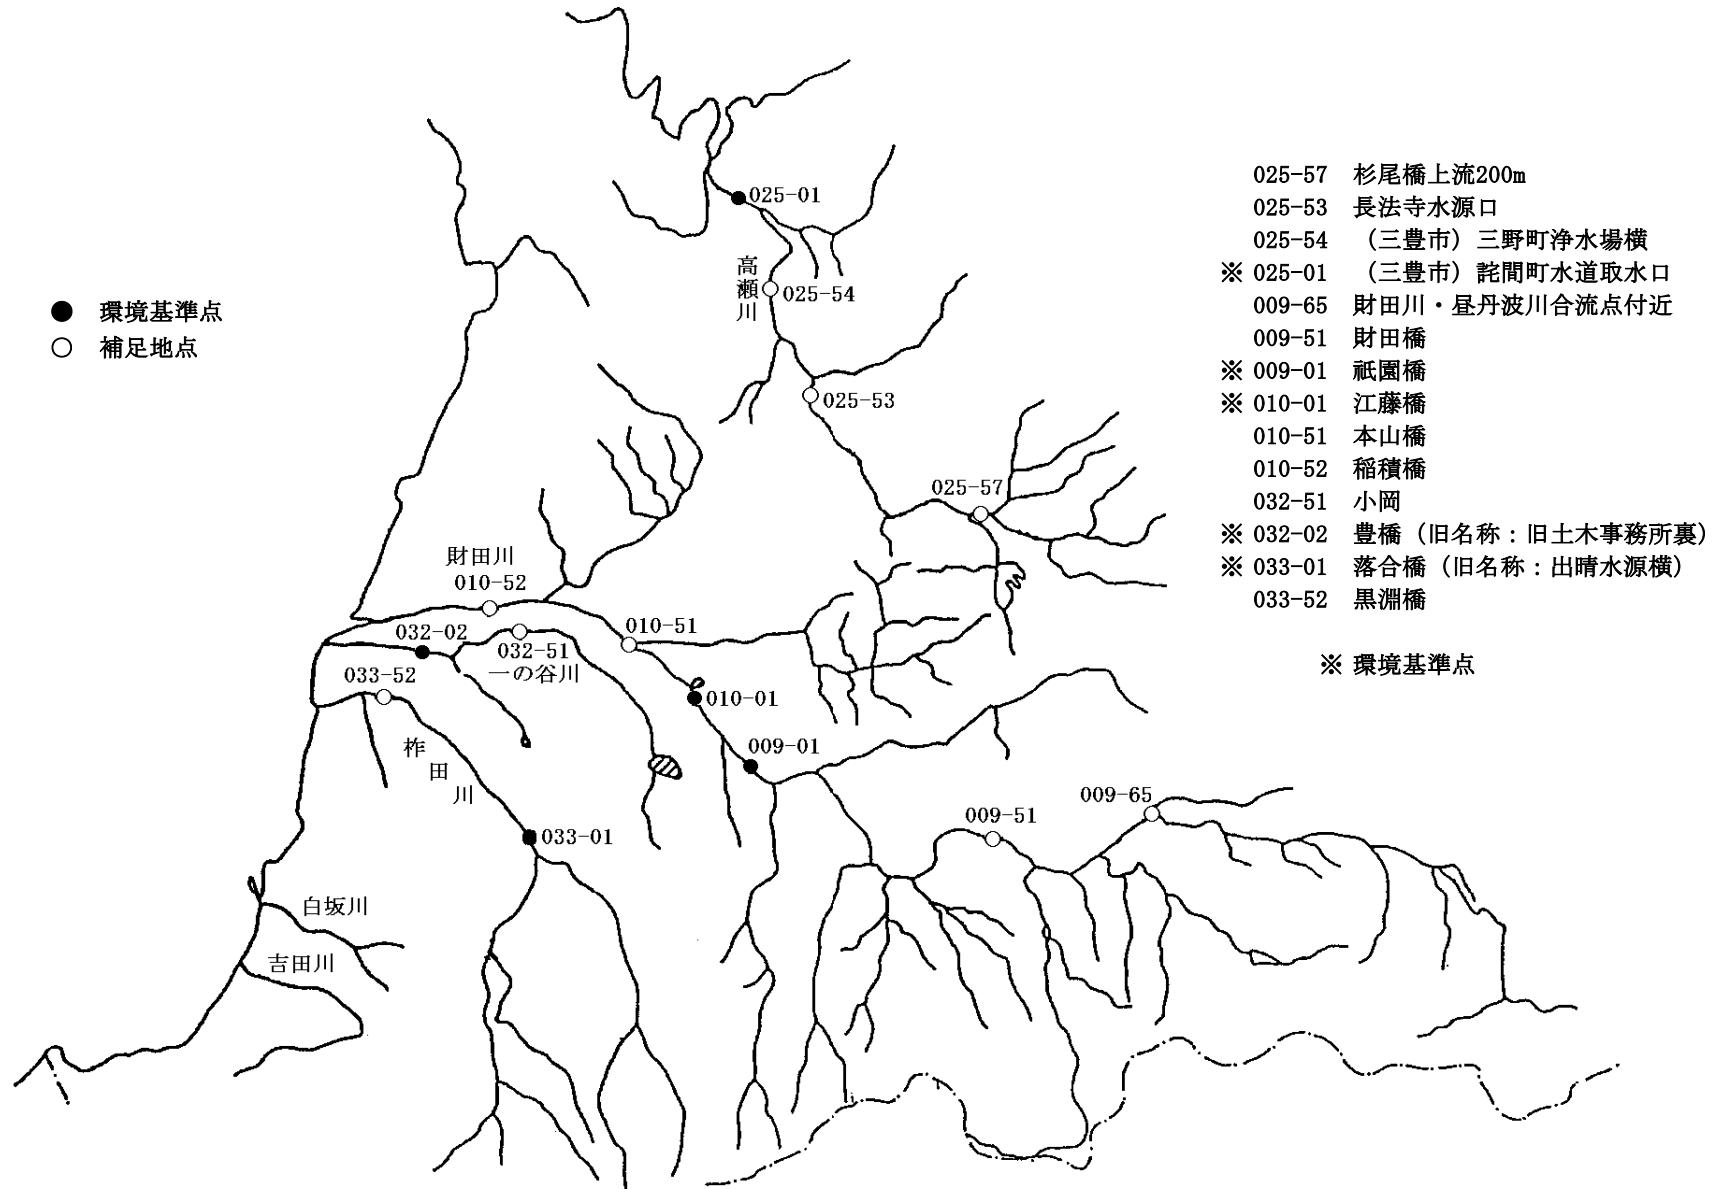 025-01
高瀬川
025-54
025-53
025-57
● 環境基準点
○ 補足地点
財田川
010-52
032-02
032-51
一の谷川
010-51
033-52
010-01
009-01
柞田川
033-01
009-51
009-65
白坂川
吉田川
025-57 杉尾橋上流200m
025-53 長法寺水源口
025-54 （三豊市）三野町浄水場横
※ 025-01 （三豊市）詫間町水道取水口
009-65 財田川・昼丹波川合流点付近
009-51 財田橋
※ 009-01 祇園橋
※ 010-01 江藤橋
010-51 本山橋
010-52 稲積橋
032-51 小岡
※ 032-02 豊橋（旧名称：旧土木事務所裏）
※ 033-01 落合橋（旧名称：出晴水源横）
033-52 黒淵橋
※ 環境基準点